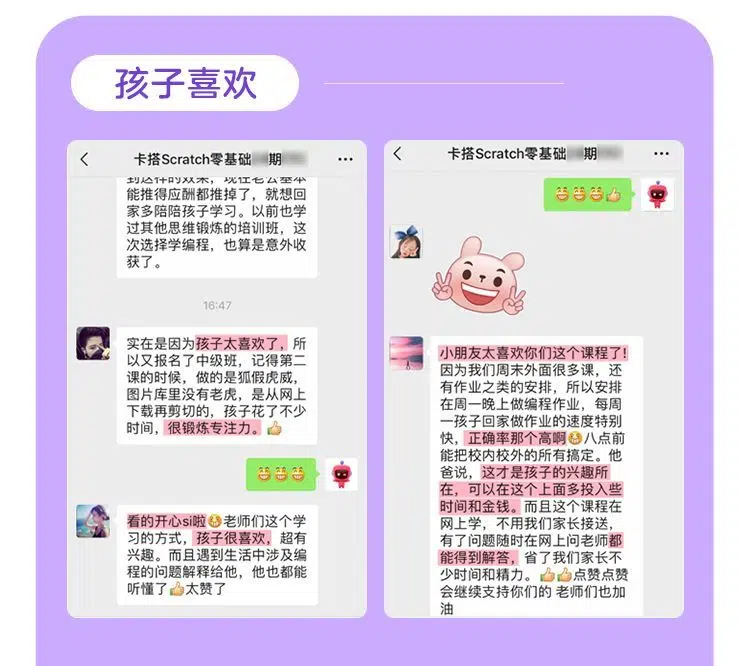 孩子喜欢
卡搭Scratch零基础 期
到这样的效果，现在老公基本
能推得应酬都推掉了，就想回
家多陪陪孩子学习。以前也学
过其他思维锻炼的培训班，这
次选择学编程，也算是意外收
获了。
16:47
实在是因为孩子太喜欢了，所
以又报名了中级班，记得第二
课的时候，做的是狐假虎威，
图片库里没有老虎，是从网上
下载再剪切的，孩子花了不少
时间，很锻炼专注力。
看的开心si啦老师们这个学
习的方式，孩子很喜欢，超有
兴趣。而且遇到生活中涉及编
程的问题解释给他，他也都能
听懂了太赞了
卡搭Scratch零基础 期
小朋友太喜欢你们这个课程了!
因为我们周末外面很多课，还
有作业之类的安排，所以安排
在周一晚上做编程作业，每周
一孩子回家做作业的速度特别
快，正确率那个高啊八点前
能把校内校外的所有搞定。他
爸说，这才是孩子的兴趣所
在，可以在这个上面多投入些
时间和金钱。而且这个课程在
网上学，不用我们家长接送，
有了问题随时在网上问老师都
能得到解答，省了我们家长不
少时间和精力。点赞点赞
会继续支持你们的 老师们也加
油